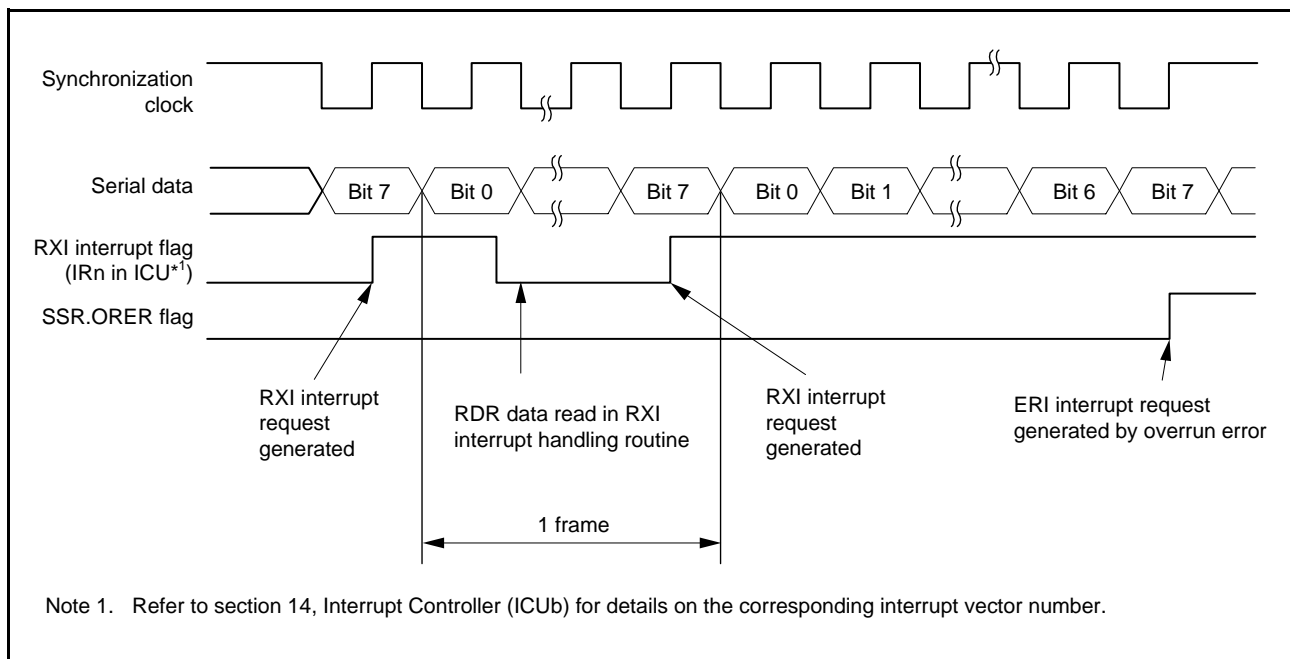 Synchronization
clock
Serial data
Bit 7
Bit 0
Bit 7
Bit 0
Bit 1
Bit 6
Bit 7
RXI interrupt flag
(IRn in ICU*1)
SSR.ORER flag
RXI interrupt
request
generated
RDR data read in RXI
interrupt handling routine
RXI interrupt
request
generated
ERI interrupt request
generated by overrun error
1 frame
Note 1. Refer to section 14, Interrupt Controller (ICUb) for details on the corresponding interrupt vector number.